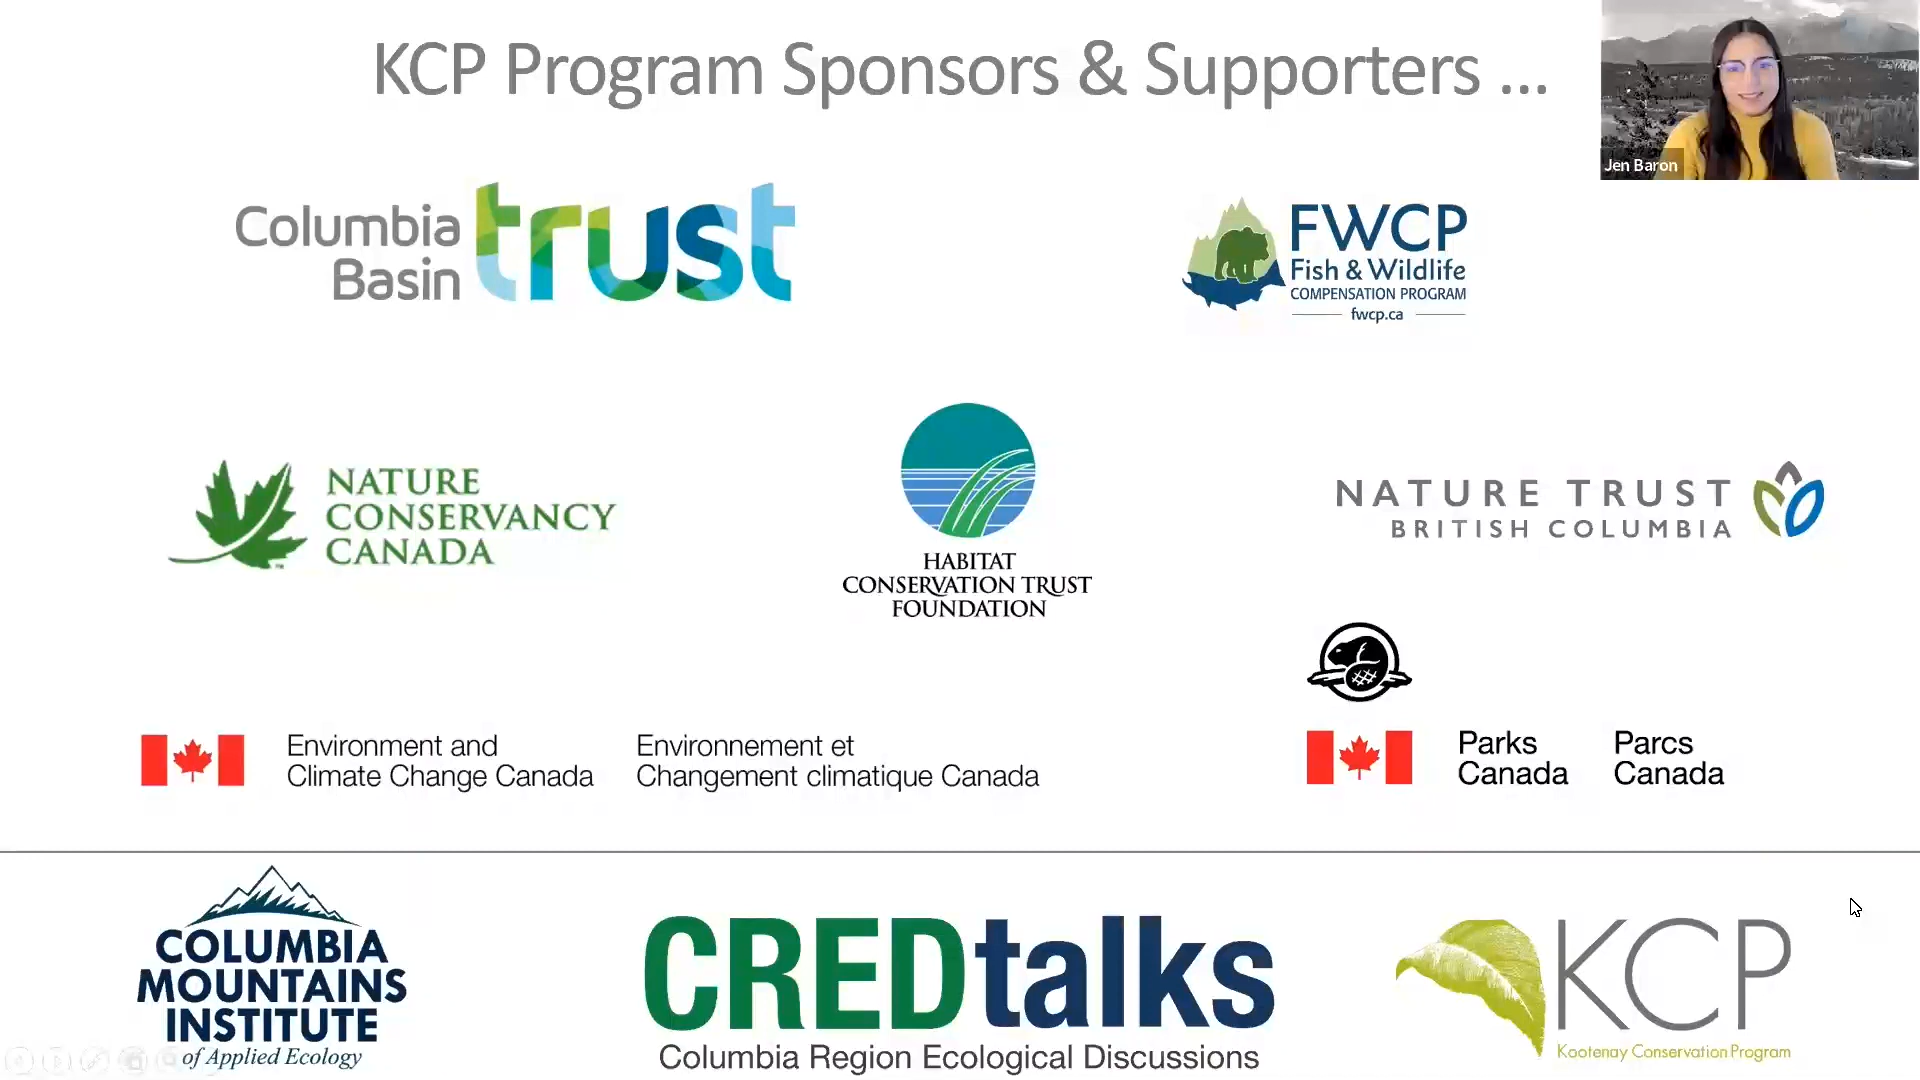 KCP Program Sponsors & Supporters ...
Jen Baron
Columbia
Basin
trust
FWCP
Fish & Wildlife
COMPENSATION PROGRAM
fwcp.ca
NATURE
CONSERVANCY
CANADA
HABITAT
CONSERVATION TRUST
FOUNDATION
NATURE TRUST
BRITISH COLUMBIA
Environment and
Climate Change Canada
Environnement et
Changement climatique Canada
Parks
Canada
Parcs
Canada
COLUMBIA
MOUNTAINS
INSTITUTE
of Applied Ecology
CREDtalks
Columbia Region Ecological Discussions
KCP
Kootenay Conservation Program